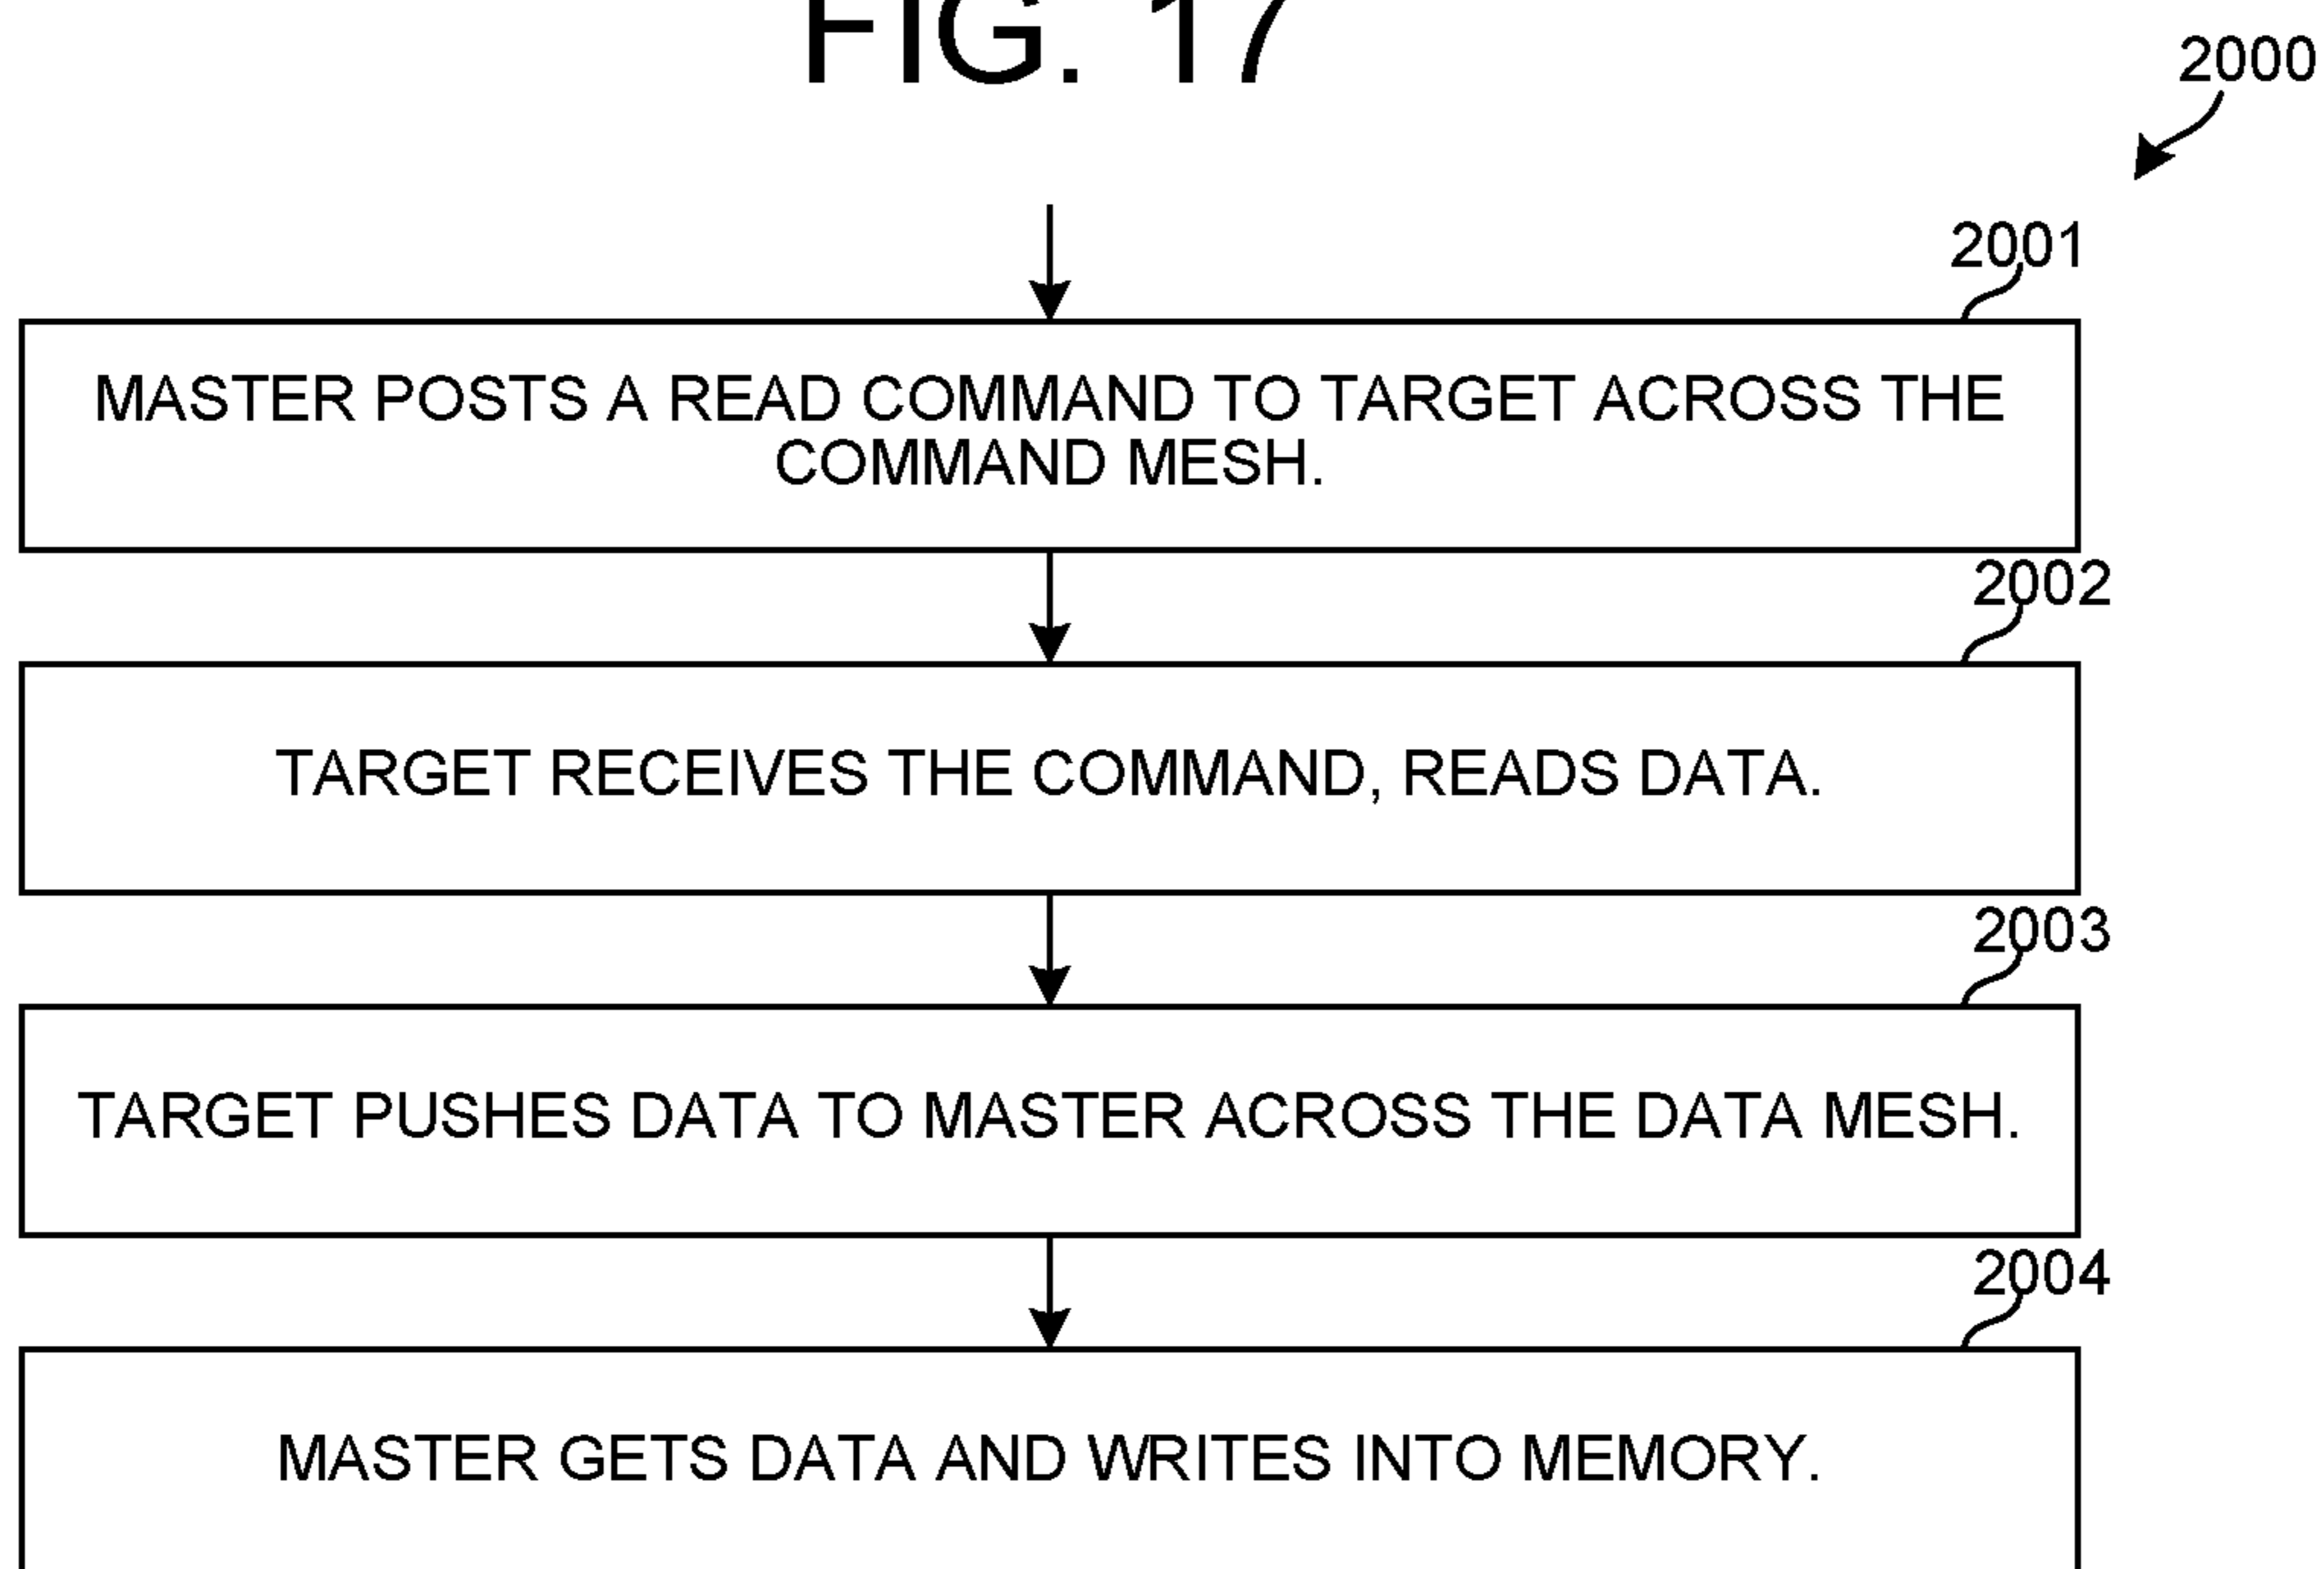 FIG. 17
2000
2001
MASTER POSTS A READ COMMAND TO TARGET ACROSS THE
COMMAND MESH.
2002
TARGET RECEIVES THE COMMAND, READS DATA.
2003
TARGET PUSHES DATA TO MASTER ACROSS THE DATA MESH.
2004
MASTER GETS DATA AND WRITES INTO MEMORY.